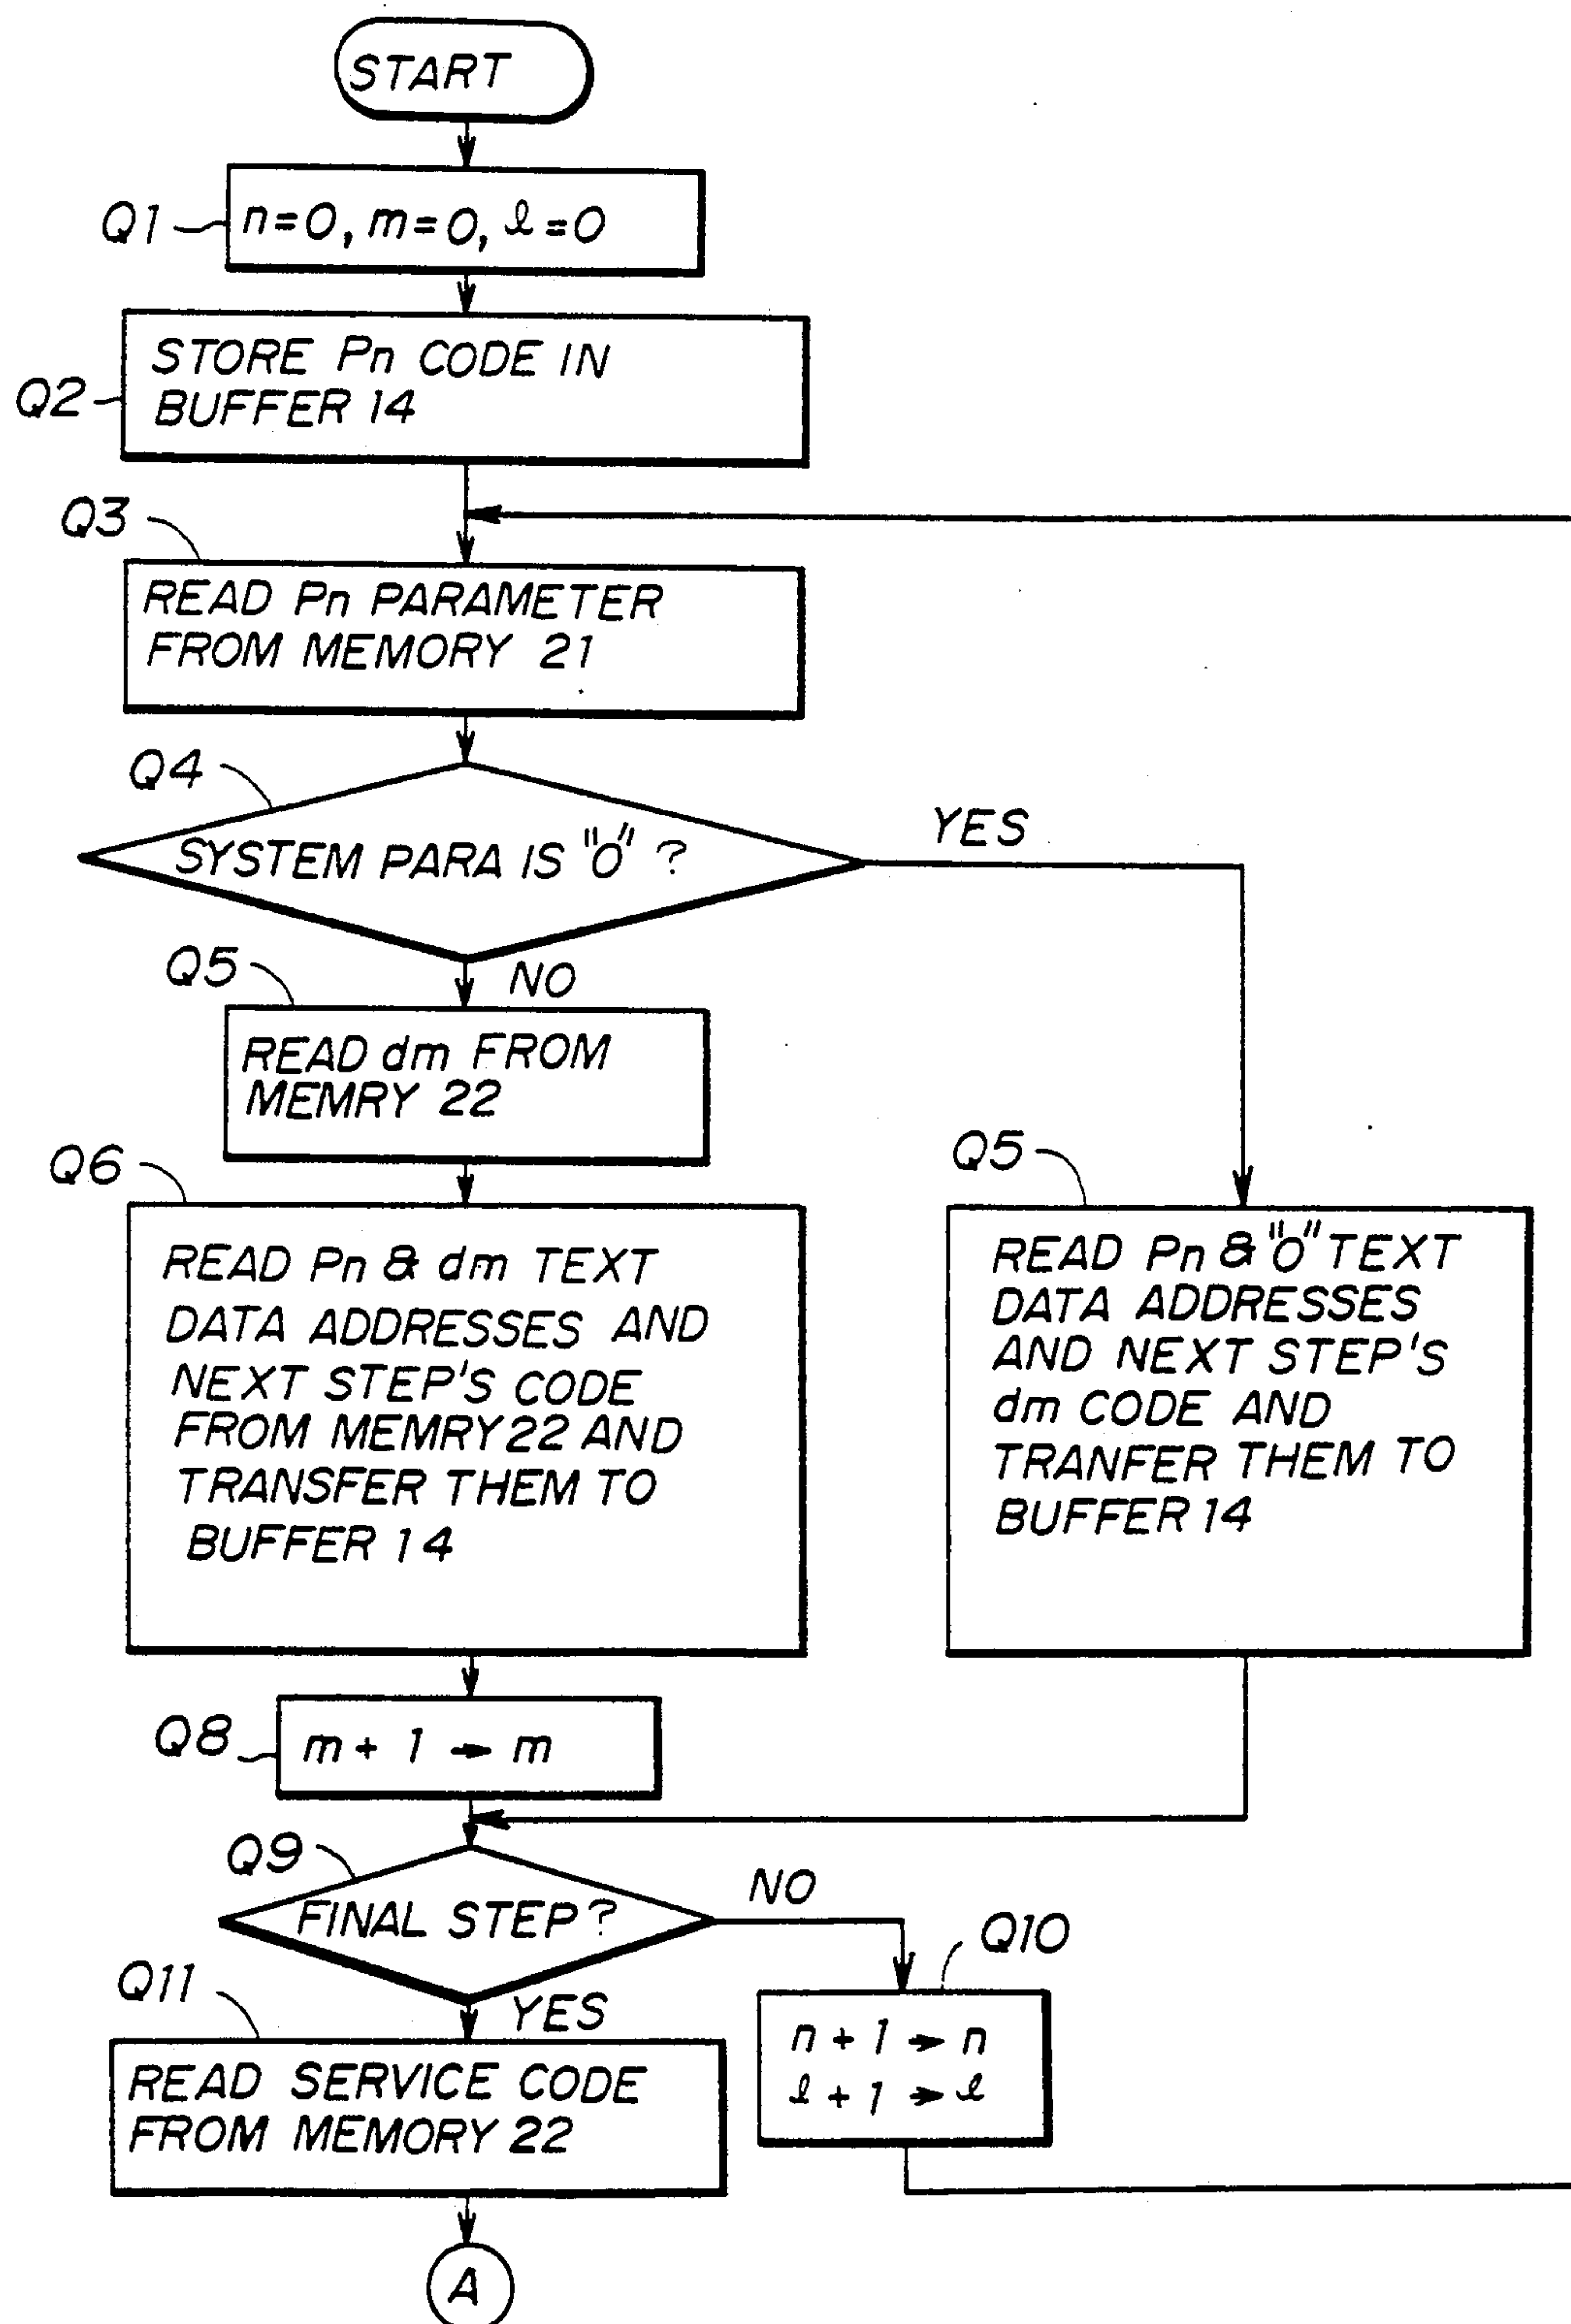 START
Q1
n=0, m=0, ℓ=0
Q2
STORE Pn CODE IN
BUFFER 14
Q3
READ Pn PARAMETER
FROM MEMORY 21
Q4
SYSTEM PARA IS "0" ?
YES
NO
Q5
READ dm FROM
MEMRY 22
Q6
READ Pn & dm TEXT
DATA ADDRESSES AND
NEXT STEP'S CODE
FROM MEMRY 22 AND
TRANSFER THEM TO
BUFFER 14
Q5
READ Pn & "0" TEXT
DATA ADDRESSES
AND NEXT STEP'S
dm CODE AND
TRANFER THEM TO
BUFFER 14
Q8
m + 1 → m
Q9
FINAL STEP?
NO
YES
Q10
n + 1 → n
ℓ + 1 → ℓ
Q11
READ SERVICE CODE
FROM MEMORY 22
A